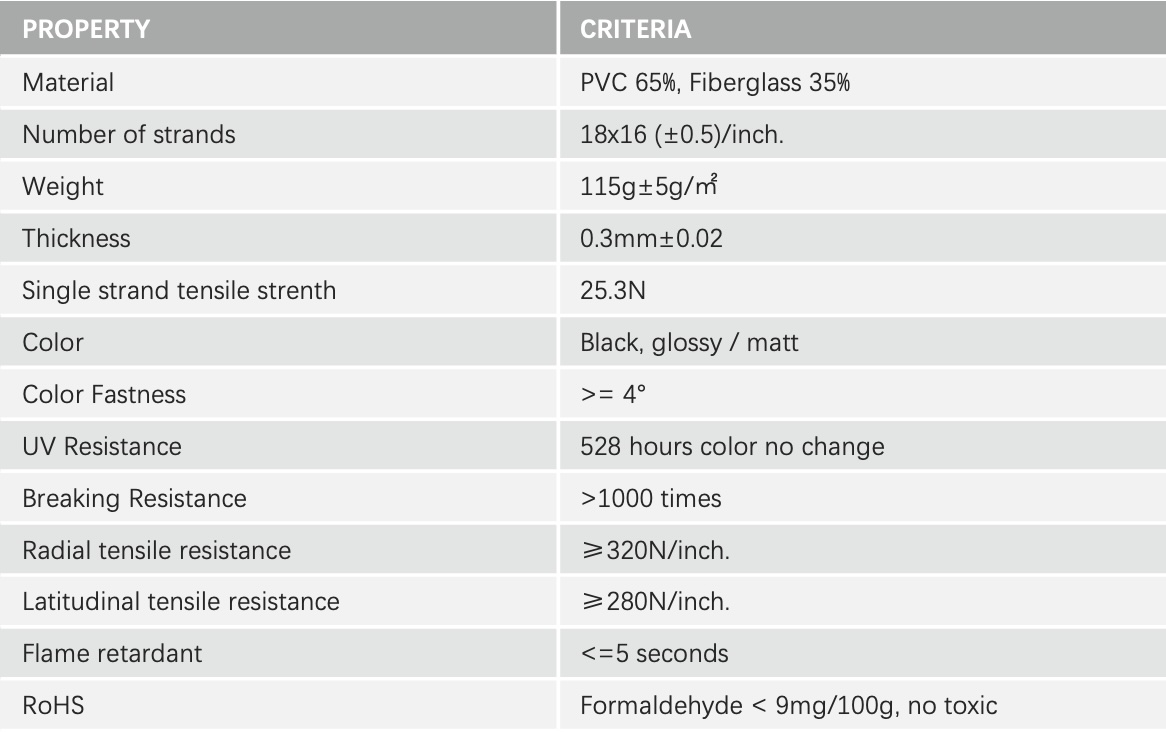 PROPERTY CRITERIA
Material PVC 65%, Fiberglass 35%
Number of strands 18x16 (±0.5)/inch.
Weight 115g±5g/㎡
Thickness 0.3mm±0.02
Single strand tensile strenth 25.3N
Color Black, glossy / matt
Color Fastness >= 4°
UV Resistance 528 hours color no change
Breaking Resistance >1000 times
Radial tensile resistance ⩾320N/inch.
Latitudinal tensile resistance ⩾280N/inch.
Flame retardant <=5 seconds
RoHS Formaldehyde < 9mg/100g, no toxic